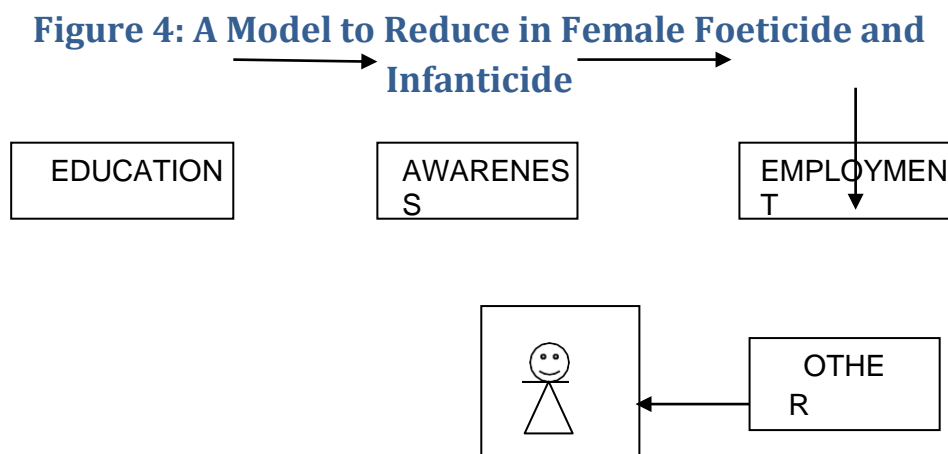 Figure 4: A Model to Reduce in Female Foeticide and
Infanticide
EDUCATION
AWARENES
S
EMPLOYMEN
T
OTHE
R